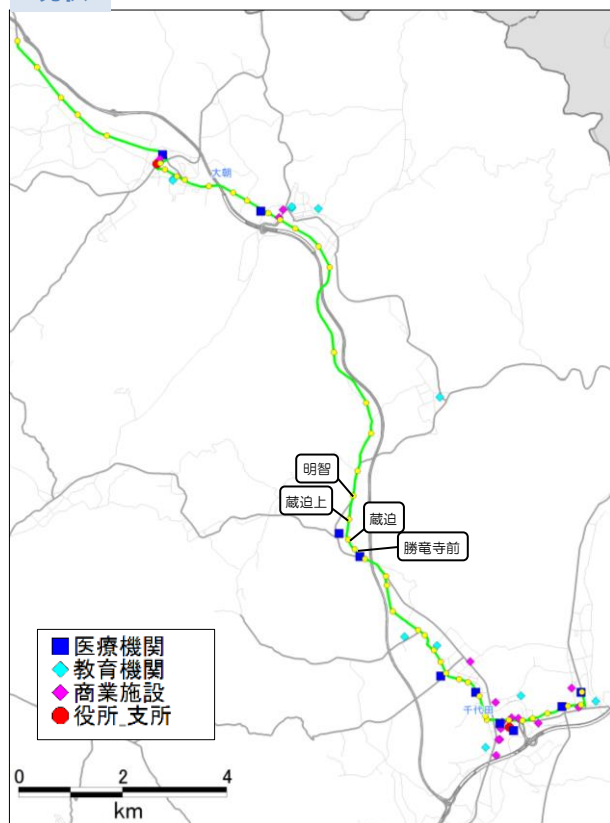 大朝
明智
蔵迫上
蔵迫
勝竜寺前
医療機関
教育機関
商業施設
役所_支所
千代田
0 2 4
km